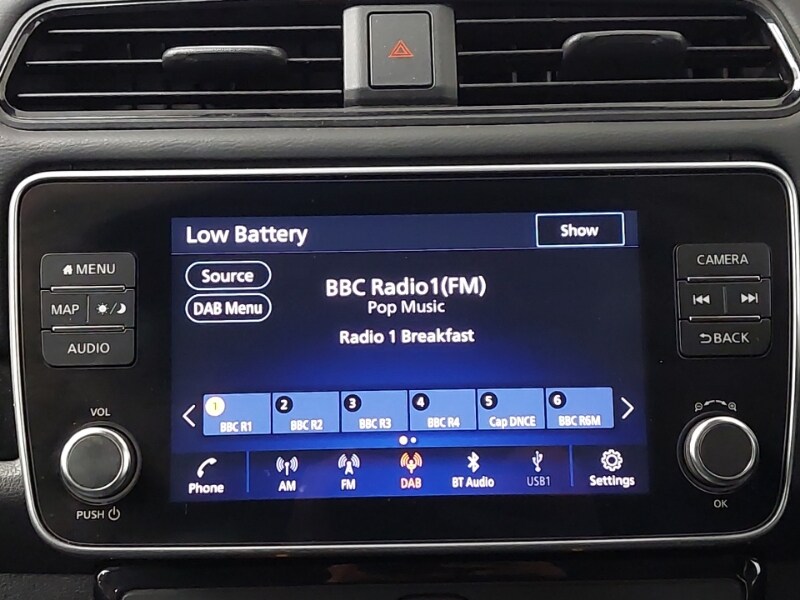 Low Battery
Show
Source
DAB Menu
BBC Radio1(FM)
Pop Music
Radio 1 Breakfast
1 BBC R1
2 BBC R2
3 BBC R3
4 BBC R4
5 Cap DNCE
6 BBC R6M
Phone
AM
FM
DAB
BT Audio
USB1
Settings
MENU
MAP
AUDIO
VOL
PUSH
CAMERA
BACK
OK